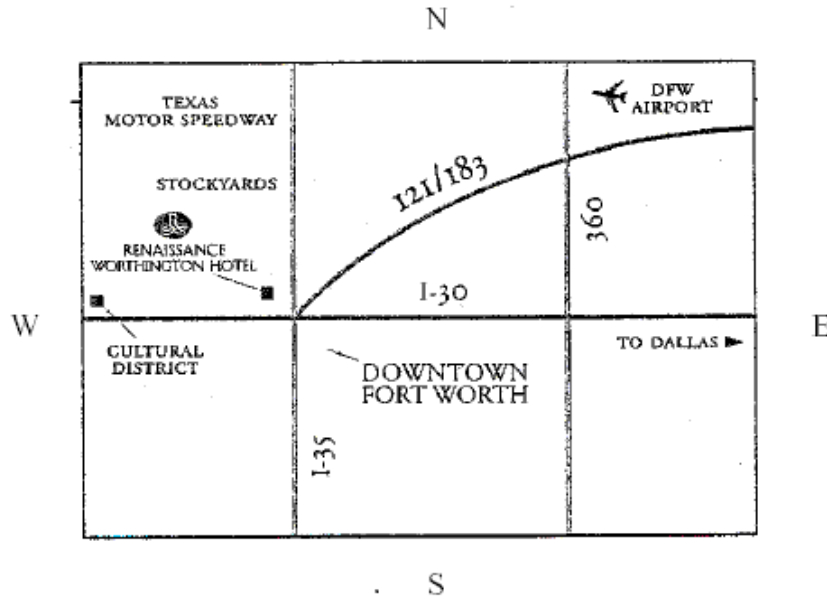 N
TEXAS
MOTOR SPEEDWAY
DFW
AIRPORT
STOCKYARDS
121/183
360
RENAISSANCE
WORTHINGTON HOTEL
I-30
W
E
CULTURAL
DISTRICT
TO DALLAS
DOWNTOWN
FORT WORTH
I-35
S